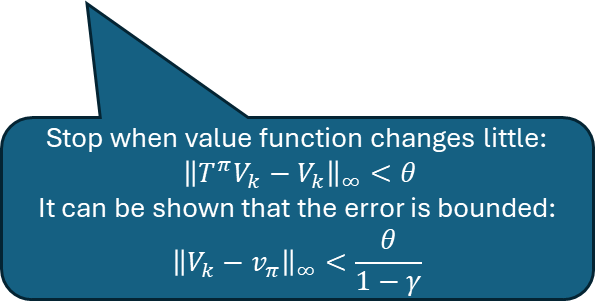 Stop when value function changes little:
‖T^π V_k − V_k‖_∞ < θ
It can be shown that the error is bounded:
‖V_k − v_π‖_∞ < θ / (1 − γ)